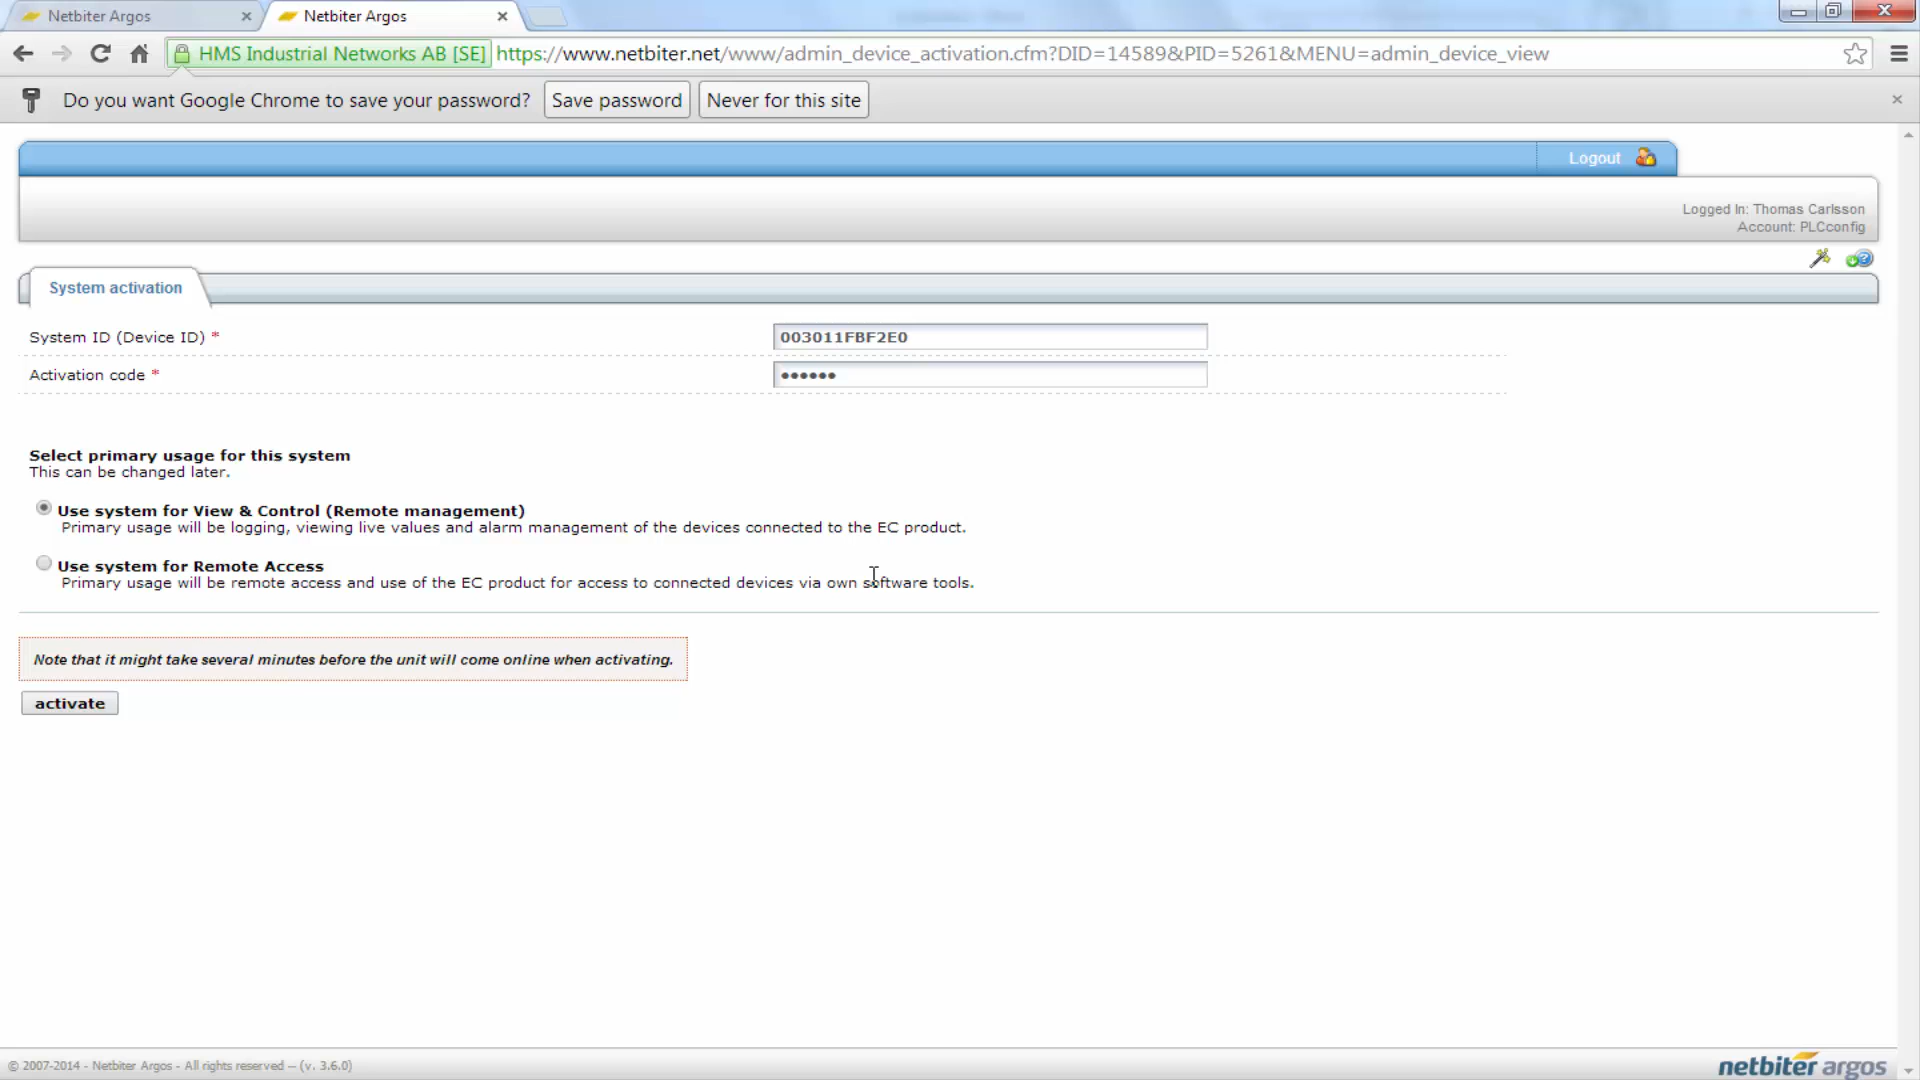 Netbiter Argos
Netbiter Argos
HMS Industrial Networks AB [SE] https://www.netbiter.net/www/admin_device_activation.cfm?DID=14589&PID=5261&MENU=admin_device_view
Do you want Google Chrome to save your password? Save password Never for this site
Logout
Logged In: Thomas Carlsson
Account: PLCconfig
System activation
System ID (Device ID) * 003011FBF2E0
Activation code * ••••••
Select primary usage for this system
This can be changed later.
Use system for View & Control (Remote management)
Primary usage will be logging, viewing live values and alarm management of the devices connected to the EC product.
Use system for Remote Access
Primary usage will be remote access and use of the EC product for access to connected devices via own software tools.
Note that it might take several minutes before the unit will come online when activating.
activate
© 2007-2014 - Netbiter Argos - All rights reserved -- (v. 3.6.0)
netbiter argos